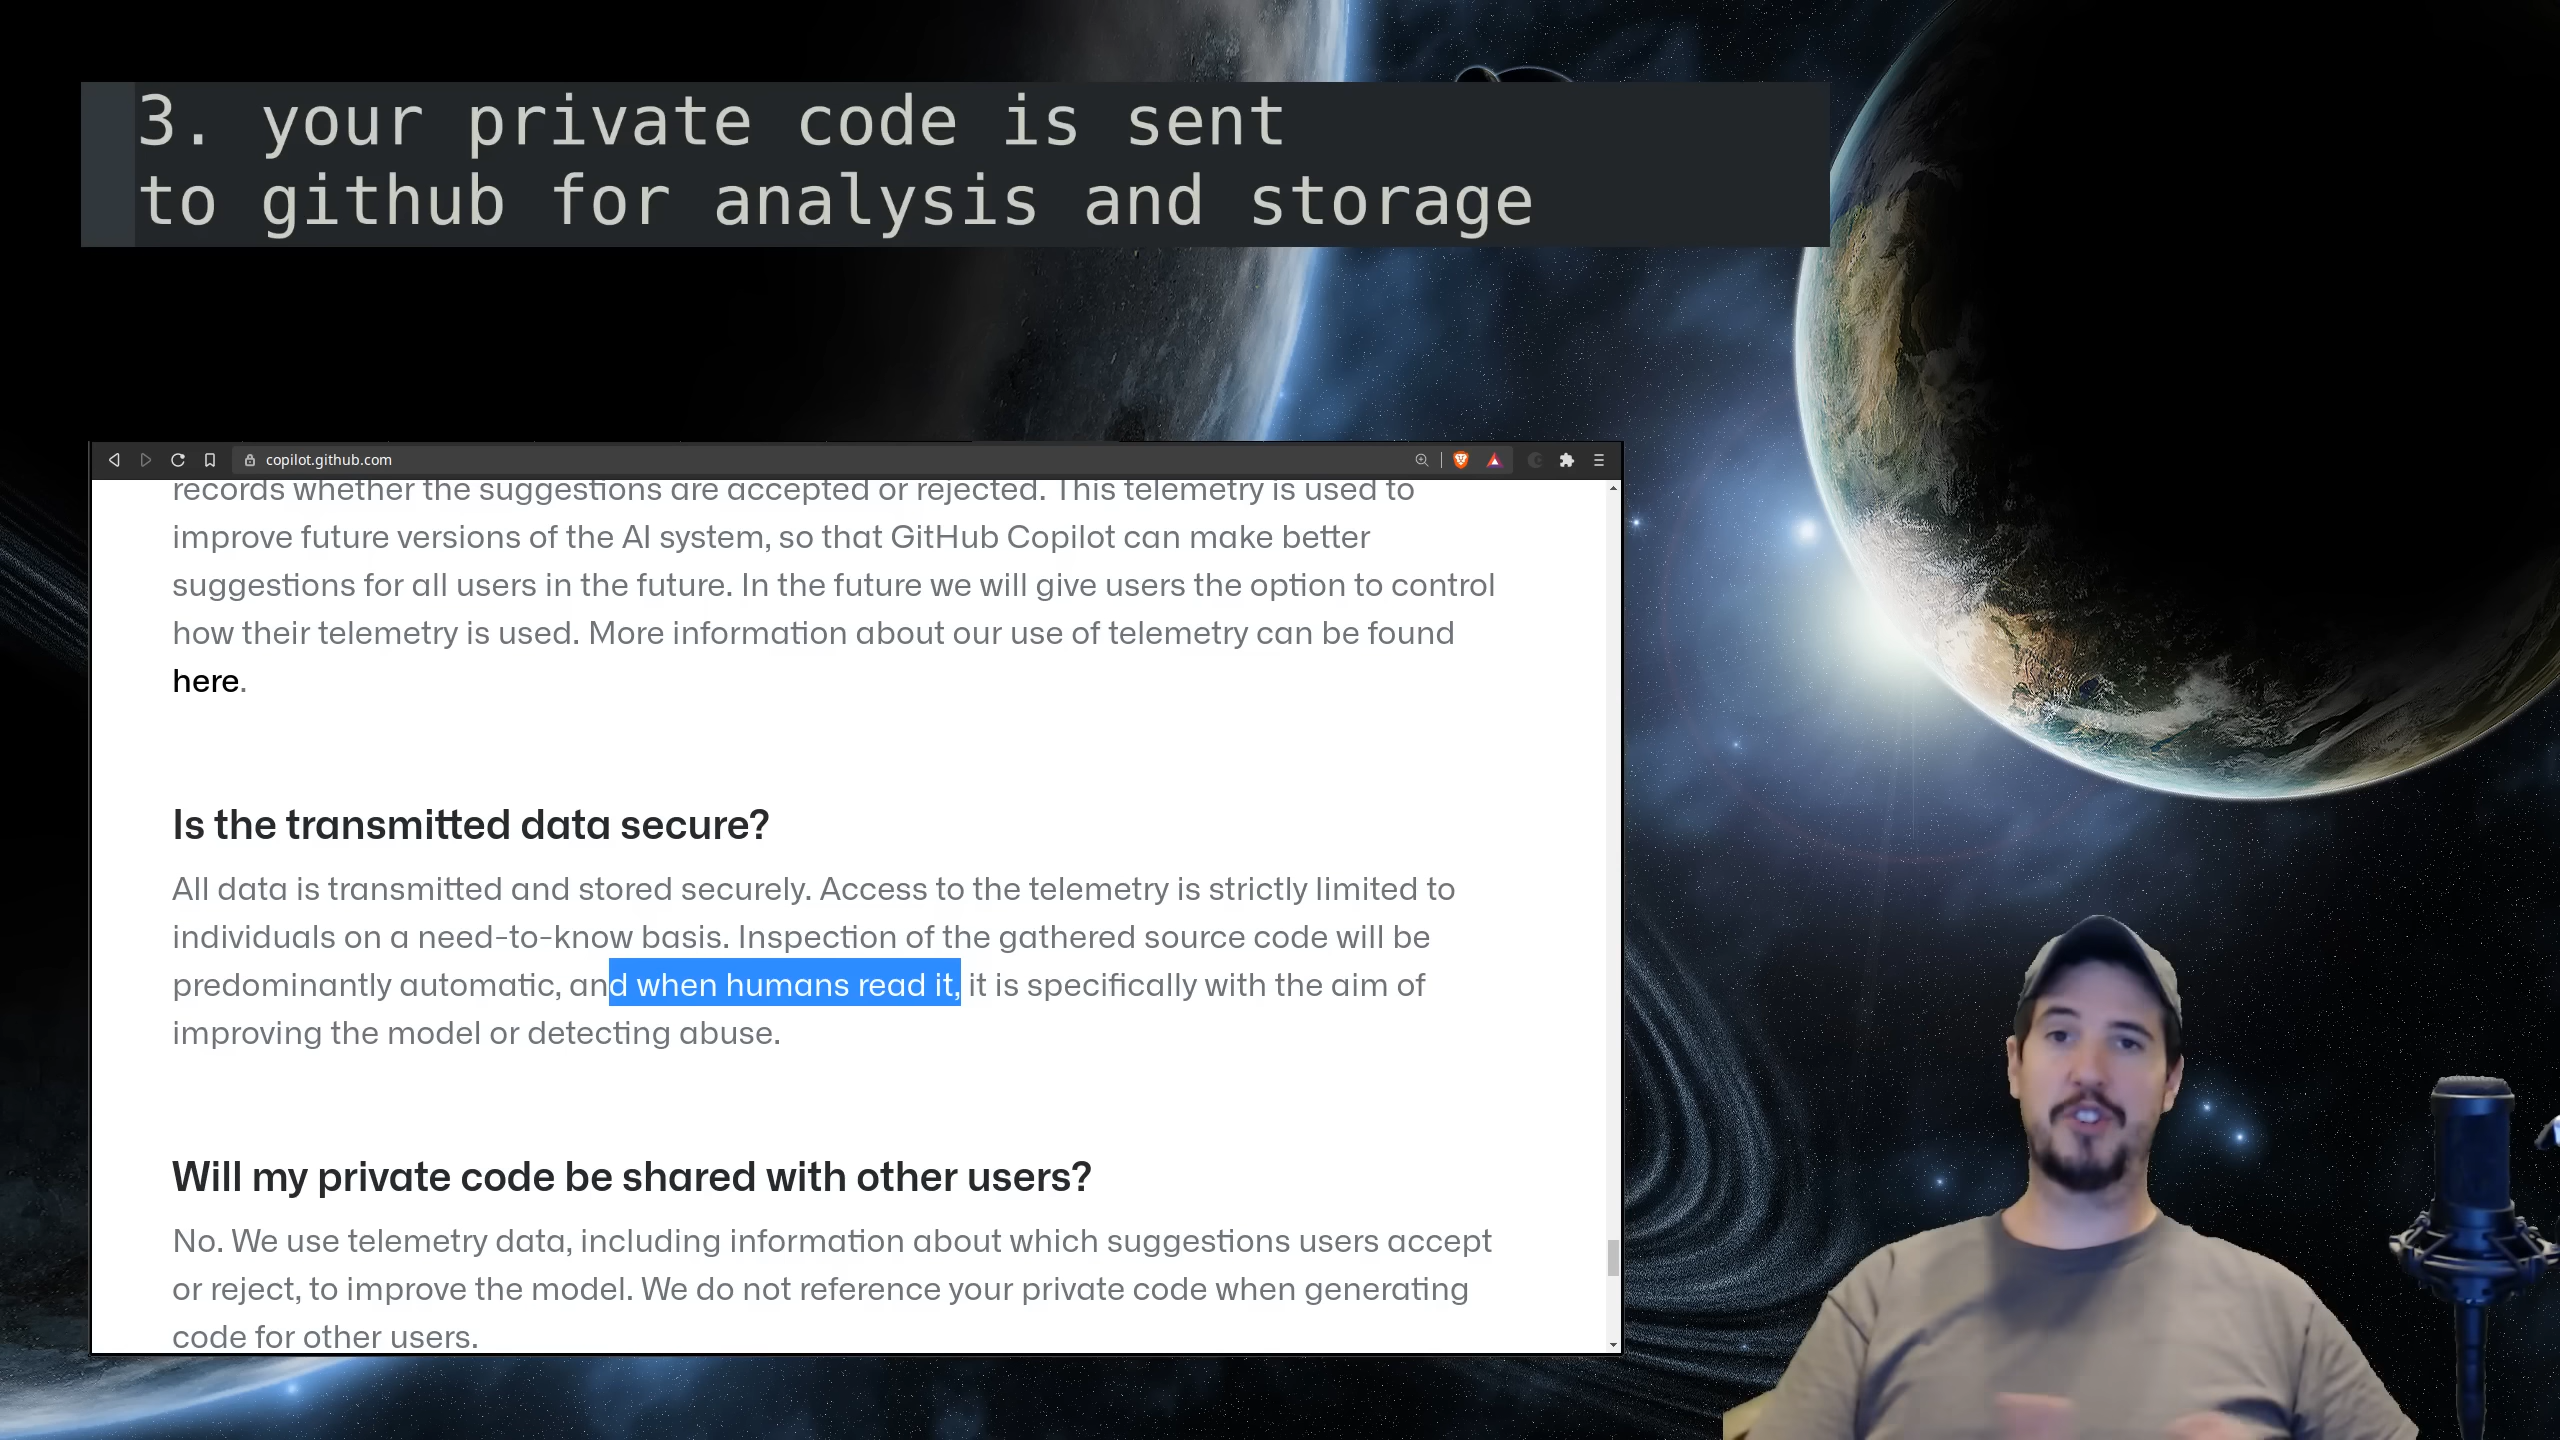 3. your private code is sent
to github for analysis and storage
copilot.github.com
records whether the suggestions are accepted or rejected. This telemetry is used to
improve future versions of the AI system, so that GitHub Copilot can make better
suggestions for all users in the future. In the future we will give users the option to control
how their telemetry is used. More information about our use of telemetry can be found
here.
Is the transmitted data secure?
All data is transmitted and stored securely. Access to the telemetry is strictly limited to
individuals on a need-to-know basis. Inspection of the gathered source code will be
predominantly automatic, and when humans read it, it is specifically with the aim of
improving the model or detecting abuse.
Will my private code be shared with other users?
No. We use telemetry data, including information about which suggestions users accept
or reject, to improve the model. We do not reference your private code when generating
code for other users.